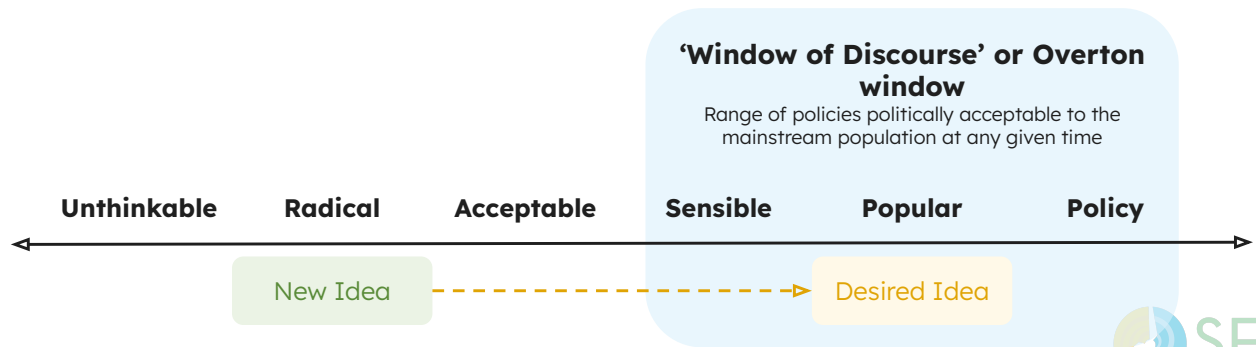 ‘Window of Discourse’ or Overton
window
Range of policies politically acceptable to the
mainstream population at any given time
Unthinkable Radical Acceptable Sensible Popular Policy
New Idea Desired Idea